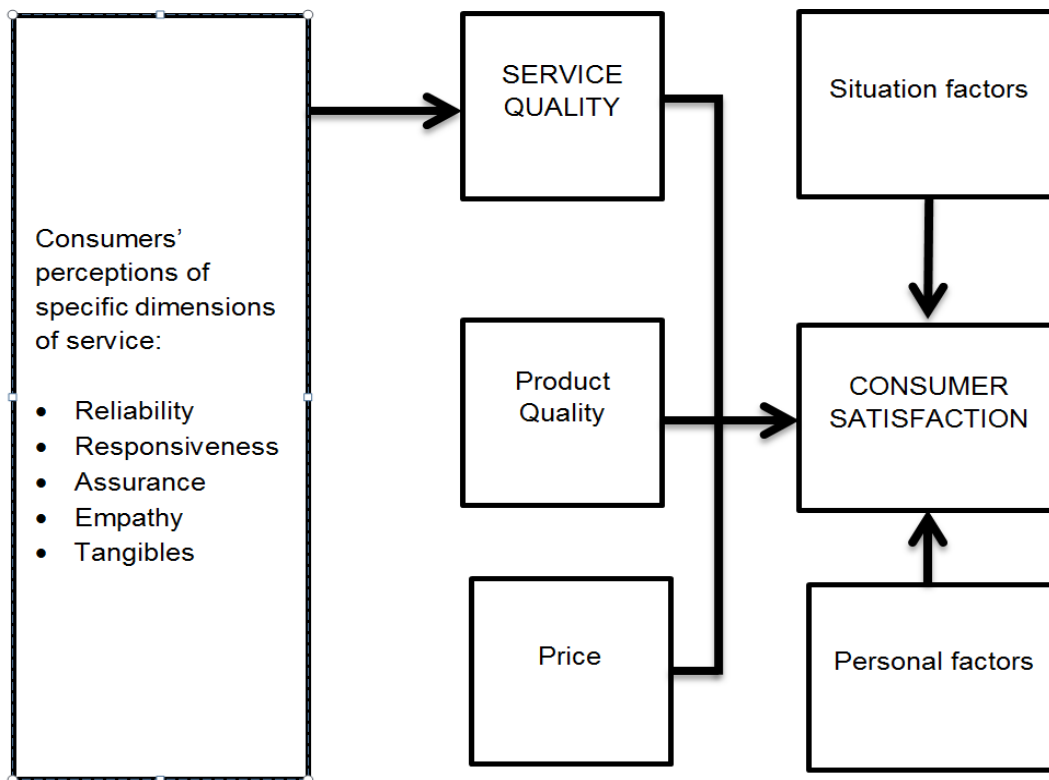 Consumers’
perceptions of
specific dimensions
of service:
• Reliability
• Responsiveness
• Assurance
• Empathy
• Tangibles
SERVICE
QUALITY
Product
Quality
Price
Situation factors
CONSUMER
SATISFACTION
Personal factors